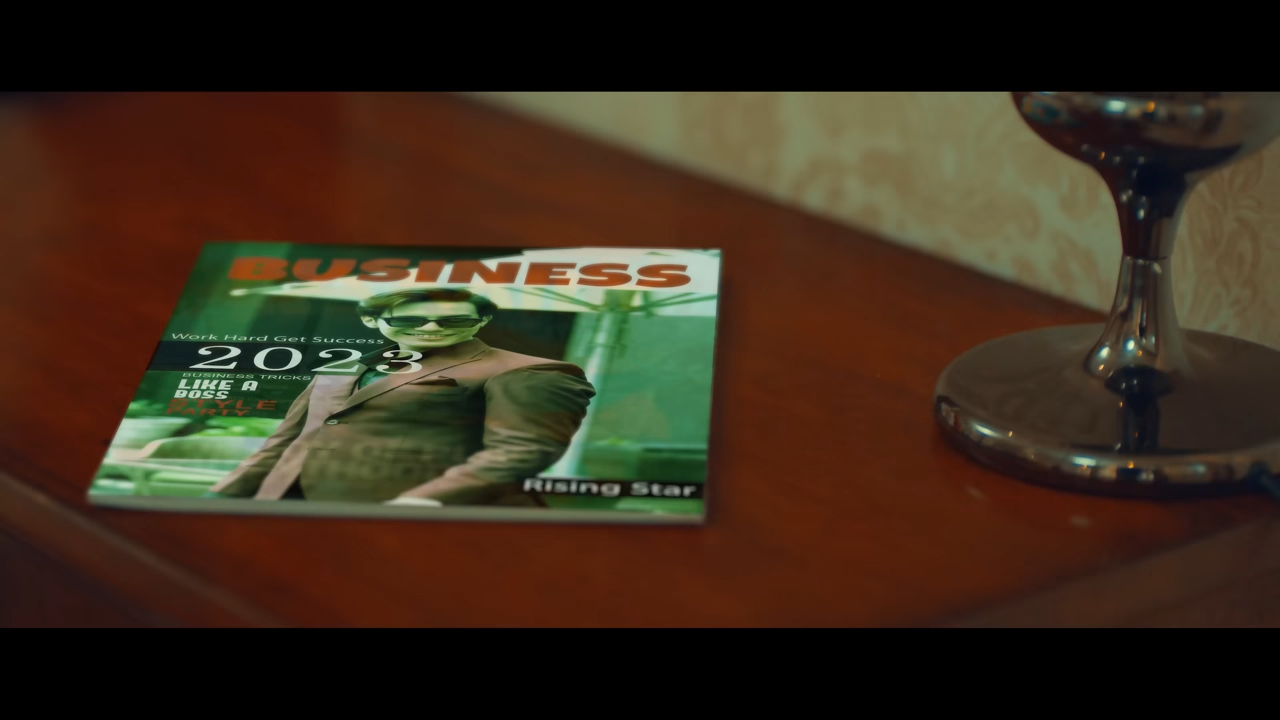 BUSINESS
Work Hard Get Success
2023
BUSINESS TRICKS
LIKE A
BOSS
STYLE
PARTY
Rising Star